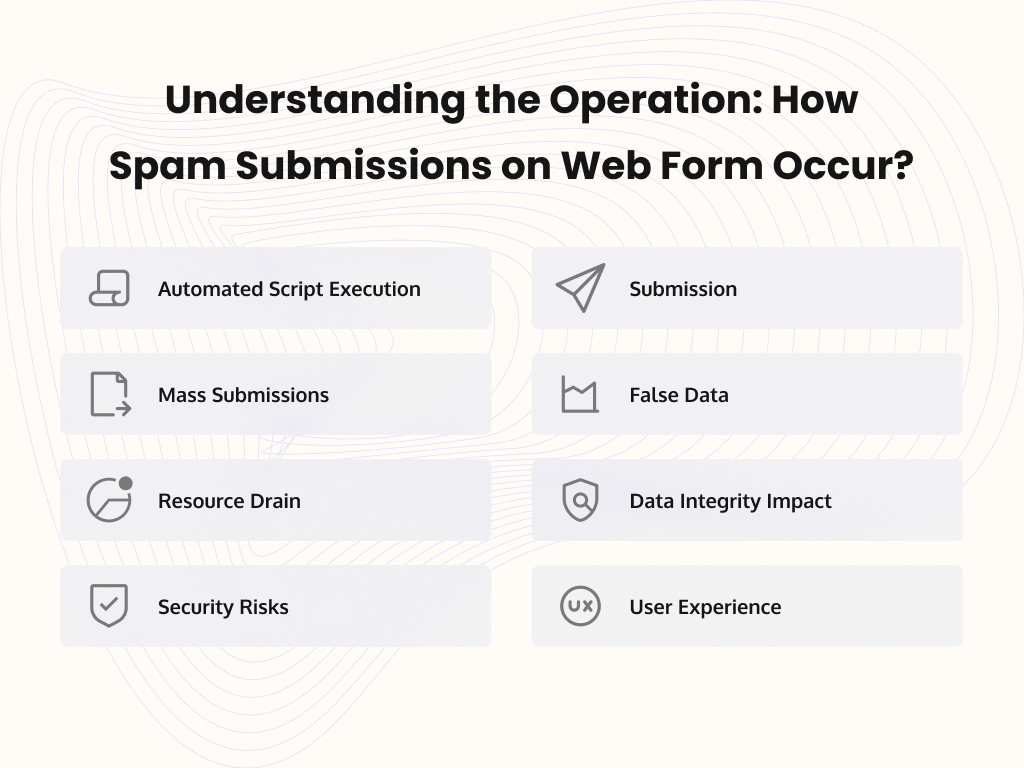 Understanding the Operation: How
Spam Submissions on Web Form Occur?
Automated Script Execution
Submission
Mass Submissions
False Data
Resource Drain
Data Integrity Impact
Security Risks
UX
User Experience